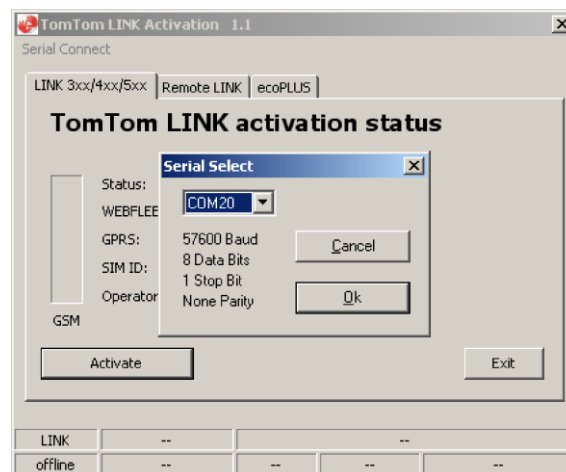 TomTom LINK Activation 1.1
Serial Connect
LINK 3xx/4xx/5xx Remote LINK ecoPLUS
TomTom LINK activation status
Serial Select
Status:
COM20
WEBFLEE
GPRS:
57600 Baud
Cancel
8 Data Bits
SIM ID:
1 Stop Bit
Operator
None Parity
Ok
GSM
Activate
Exit
LINK -- --
offline -- -- -- --